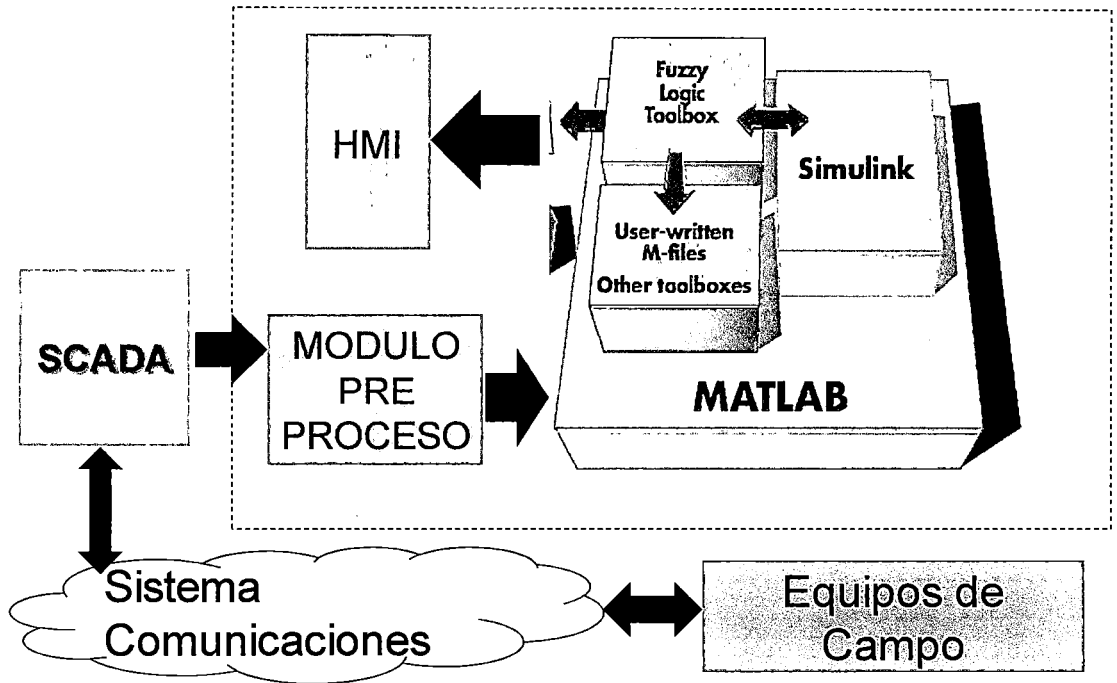 HMI
Fuzzy
Logic
Toolbox
Simulink
User-written
M-files
Other toolboxes
SCADA
MODULO
PRE
PROCESO
MATLAB
Sistema
Comunicaciones
Equipos de
Campo